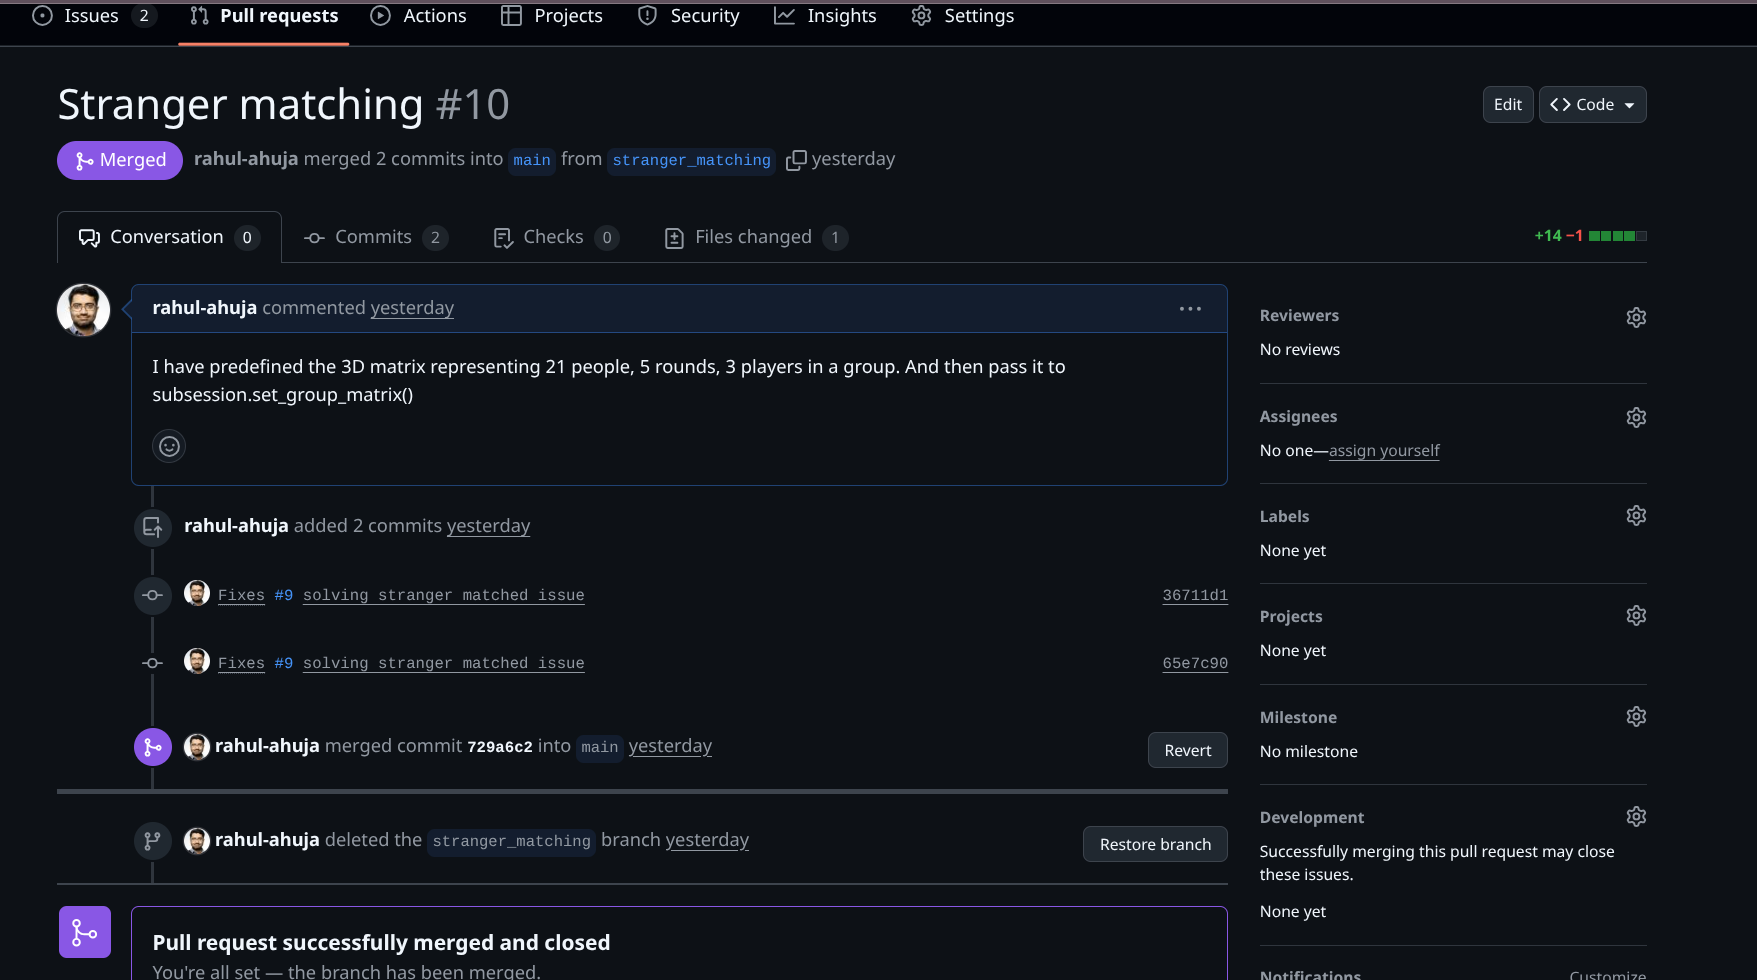 Issues 2 Pull requests Actions Projects Security Insights Settings
Stranger matching #10
Edit <> Code
Merged rahul-ahuja merged 2 commits into main from stranger_matching yesterday
Conversation 0 Commits 2 Checks 0 Files changed 1 +14 −1
rahul-ahuja commented yesterday
I have predefined the 3D matrix representing 21 people, 5 rounds, 3 players in a group. And then pass it to
subsession.set_group_matrix()
rahul-ahuja added 2 commits yesterday
Fixes #9 solving stranger matched issue 36711d1
Fixes #9 solving stranger matched issue 65e7c90
rahul-ahuja merged commit 729a6c2 into main yesterday
Revert
rahul-ahuja deleted the stranger_matching branch yesterday
Restore branch
Pull request successfully merged and closed
You're all set — the branch has been merged.
Reviewers
No reviews
Assignees
No one—assign yourself
Labels
None yet
Projects
None yet
Milestone
No milestone
Development
Successfully merging this pull request may close
these issues.
None yet
Notifications Customize